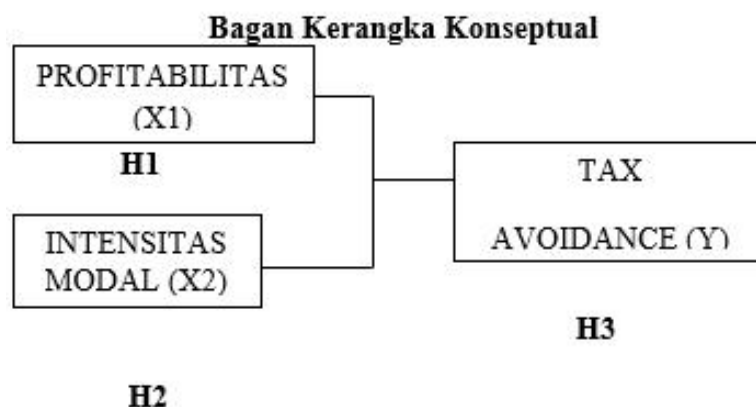 Bagan Kerangka Konseptual
PROFITABILITAS
(X1)
H1
TAX
AVOIDANCE (Y)
INTENSITAS
MODAL (X2)
H3
H2